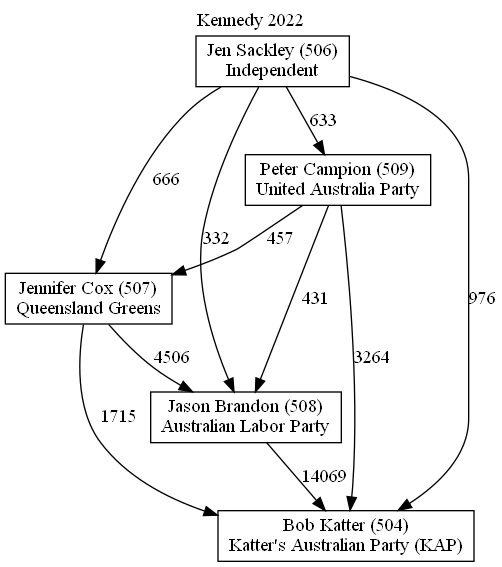 Kennedy 2022
Jen Sackley (506)
Independent
633
Peter Campion (509)
United Australia Party
666
332
457
976
Jennifer Cox (507)
Queensland Greens
431
4506
3264
Jason Brandon (508)
Australian Labor Party
1715
14069
Bob Katter (504)
Katter's Australian Party (KAP)